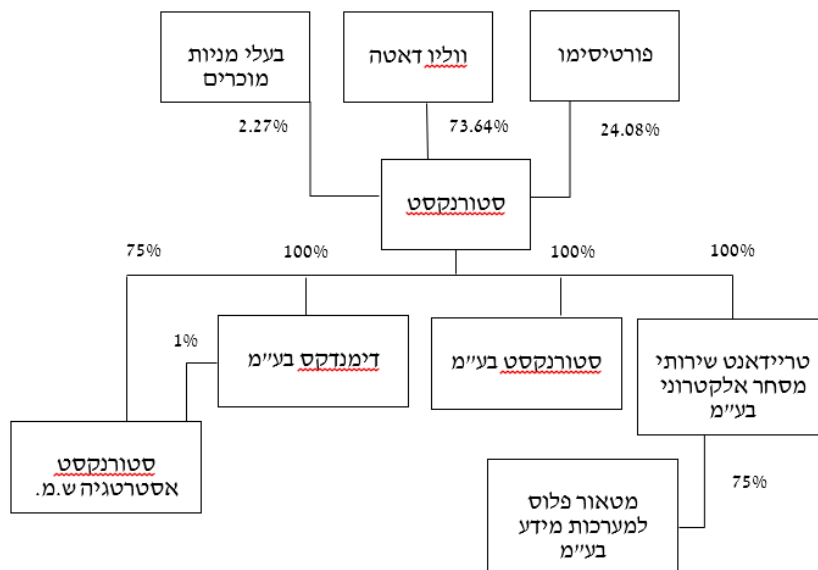 בעלי מניות
מוכרים
ווליו דאטה
פורטיסימו
2.27%
73.64%
24.08%
סטורנקסט
75%
100%
100%
100%
1%
דימנדקס בע"מ
סטורנקסט בע"מ
טריידאנט שירותי
מסחר אלקטרוני
בע"מ
סטורנקסט
אסטרטגיה ש.מ.
מטאור פלוס
למערכות מידע
בע"מ
75%